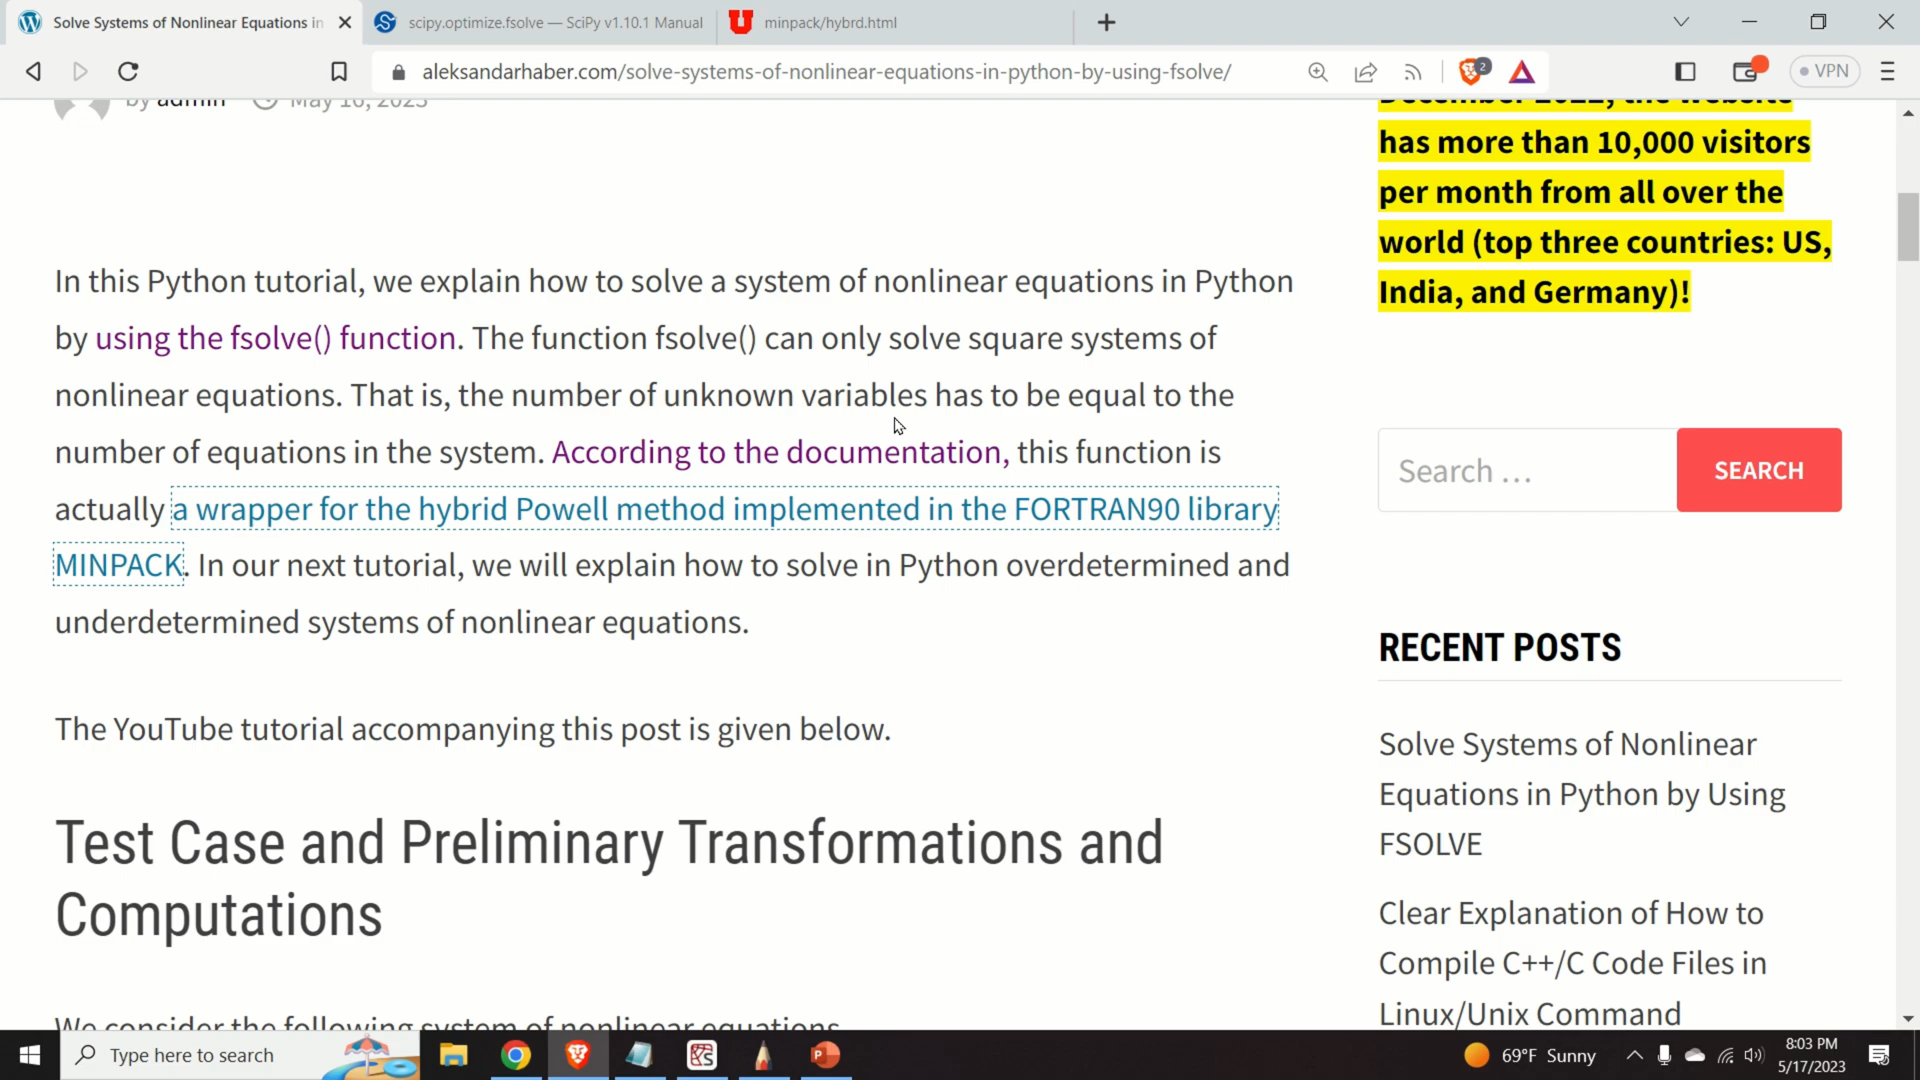 Solve Systems of Nonlinear Equations in
scipy.optimize.fsolve — SciPy v1.10.1 Manual
minpack/hybrd.html
aleksandarhaber.com/solve-systems-of-nonlinear-equations-in-python-by-using-fsolve/
2
VPN
by admin
May 16, 2023
In this Python tutorial, we explain how to solve a system of nonlinear equations in Python
by using the fsolve() function. The function fsolve() can only solve square systems of
nonlinear equations. That is, the number of unknown variables has to be equal to the
number of equations in the system. According to the documentation, this function is
actually a wrapper for the hybrid Powell method implemented in the FORTRAN90 library
MINPACK. In our next tutorial, we will explain how to solve in Python overdetermined and
underdetermined systems of nonlinear equations.
The YouTube tutorial accompanying this post is given below.
Test Case and Preliminary Transformations and
Computations
We consider the following system of nonlinear equations
December 2022, the website
has more than 10,000 visitors
per month from all over the
world (top three countries: US,
India, and Germany)!
Search …
SEARCH
RECENT POSTS
Solve Systems of Nonlinear
Equations in Python by Using
FSOLVE
Clear Explanation of How to
Compile C++/C Code Files in
Linux/Unix Command
Type here to search
69°F Sunny
8:03 PM
5/17/2023